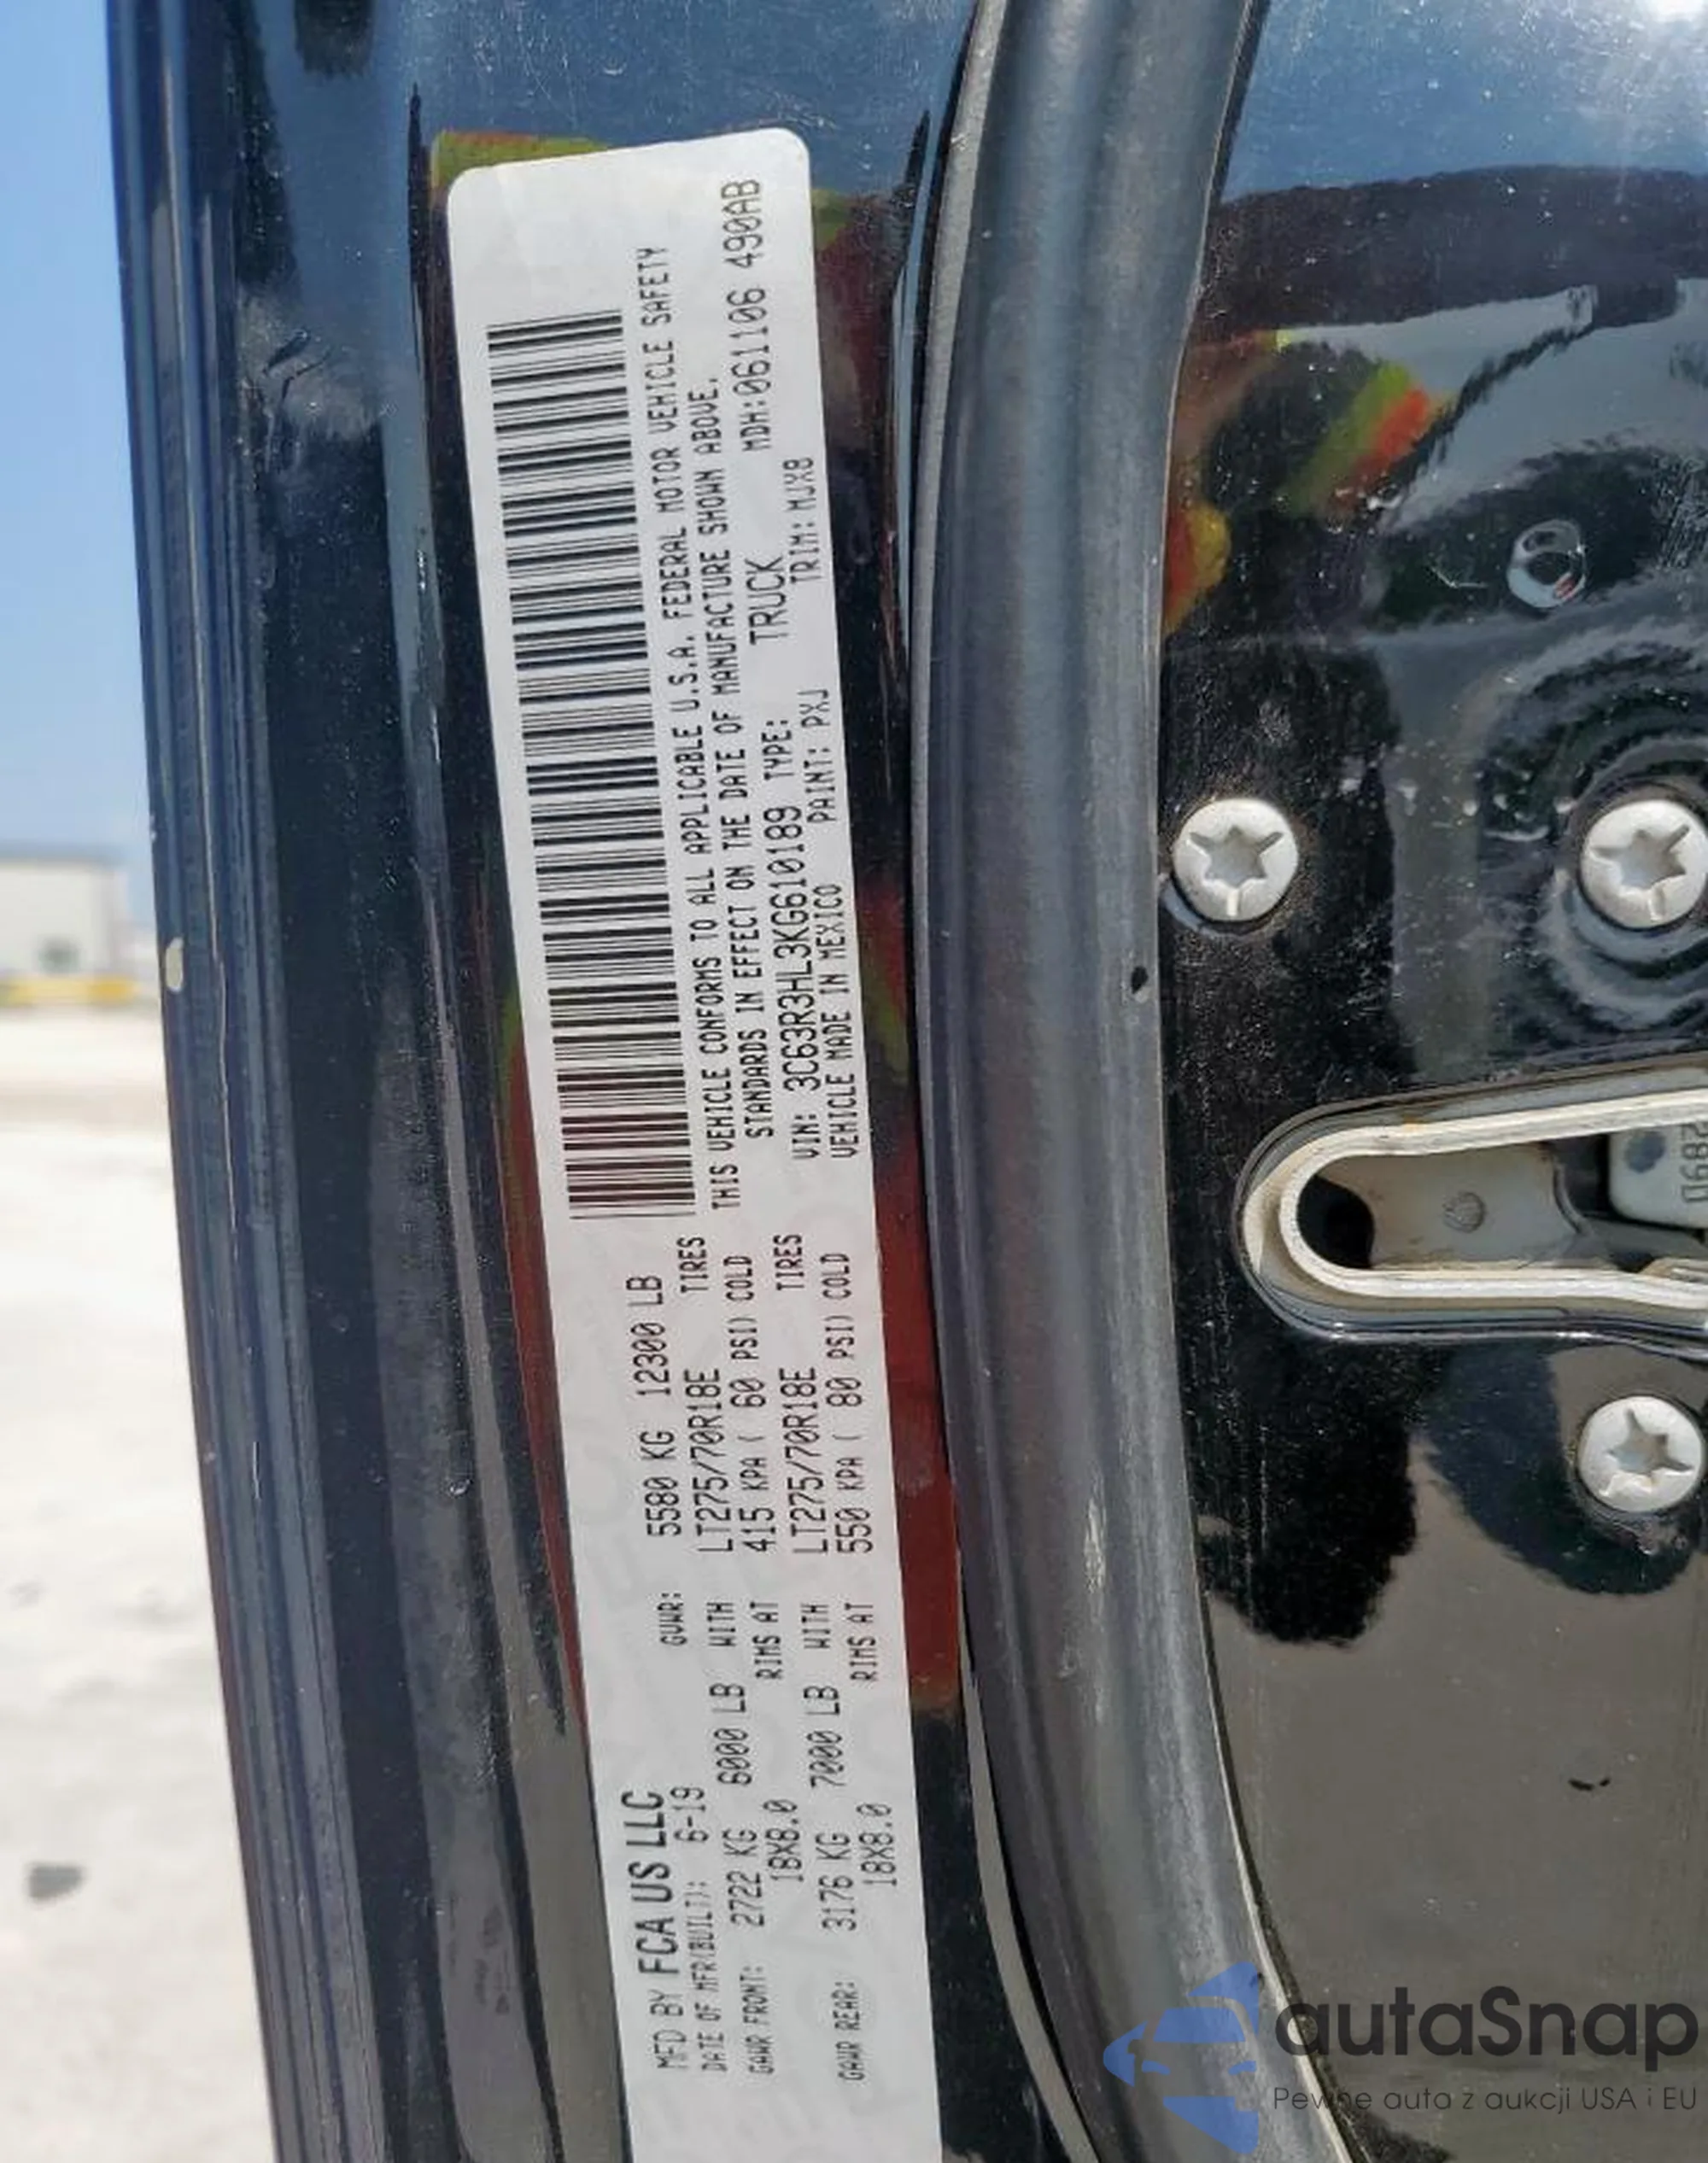 MFD BY FCA US LLC
DATE OF MFR(BUILT): 6-19
GVWR: 5580 KG 12300 LB
GAWR FRONT: 2722 KG 6000 LB WITH LT275/70R18E TIRES
18X8.0 RIMS AT 415 KPA ( 60 PSI) COLD
GAWR REAR: 3176 KG 7000 LB WITH LT275/70R18E TIRES
18X8.0 RIMS AT 550 KPA ( 80 PSI) COLD
THIS VEHICLE CONFORMS TO ALL APPLICABLE U.S.A. FEDERAL MOTOR VEHICLE SAFETY
STANDARDS IN EFFECT ON THE DATE OF MANUFACTURE SHOWN ABOVE.
VIN: 3C63R3HL3KG610189 TYPE: TRUCK MDH:061106 490AB
VEHICLE MADE IN MEXICO PAINT: PXJ TRIM: MJX8
autaSnap
Pewne auta z aukcji USA i EU